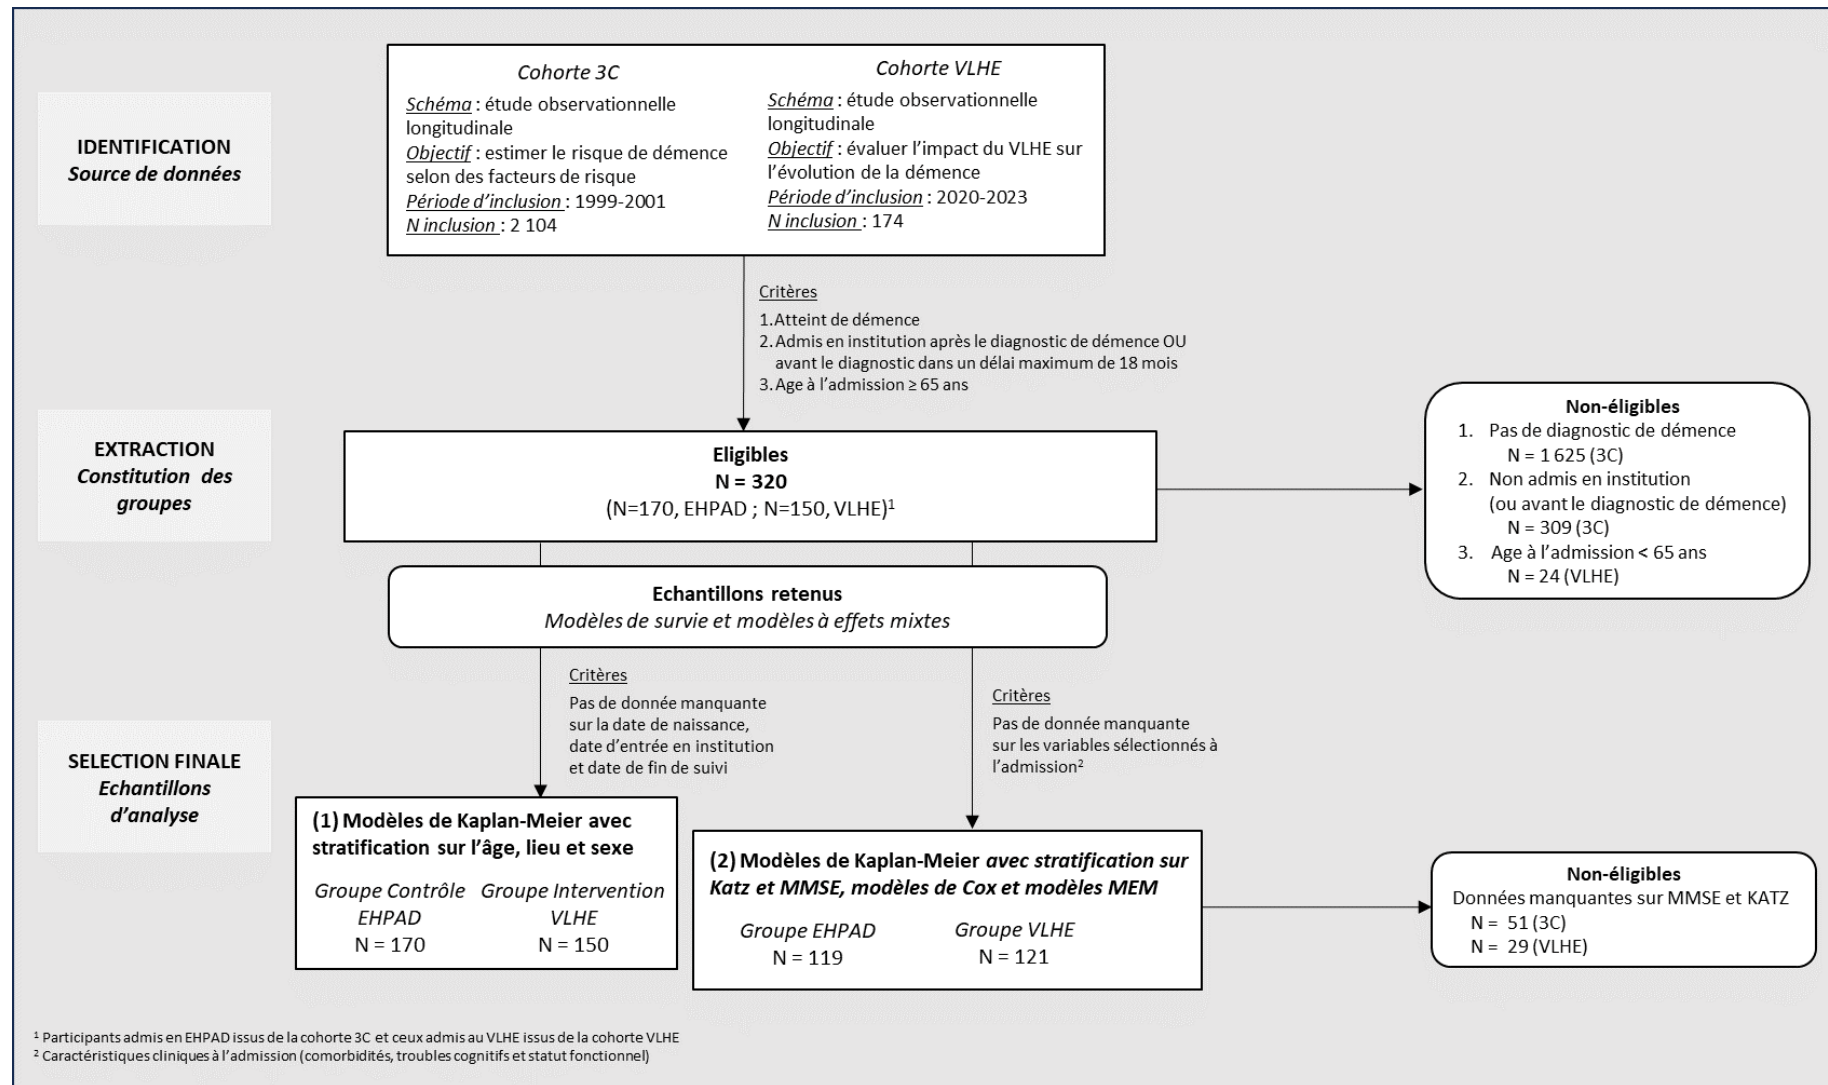 IDENTIFICATION
Source de données
Cohorte 3C
Schéma : étude observationnelle
longitudinale
Objectif : estimer le risque de démence
selon des facteurs de risque
Période d'inclusion : 1999-2001
N inclusion : 2 104
Cohorte VLHE
Schéma : étude observationnelle
longitudinale
Objectif : évaluer l'impact du VLHE sur
l'évolution de la démence
Période d'inclusion : 2020-2023
N inclusion : 174
Critères
1. Atteint de démence
2. Admis en institution après le diagnostic de démence OU
avant le diagnostic dans un délai maximum de 18 mois
3. Age à l'admission ≥ 65 ans
EXTRACTION
Constitution des
groupes
Eligibles
N = 320
(N=170, EHPAD ; N=150, VLHE)¹
Non-éligibles
1. Pas de diagnostic de démence
N = 1 625 (3C)
2. Non admis en institution
(ou avant le diagnostic de démence)
N = 309 (3C)
3. Age à l'admission < 65 ans
N = 24 (VLHE)
Echantillons retenus
Modèles de survie et modèles à effets mixtes
Critères
Pas de donnée manquante
sur la date de naissance,
date d'entrée en institution
et date de fin de suivi
Critères
Pas de donnée manquante
sur les variables sélectionnés à
l'admission²
SELECTION FINALE
Echantillons
d'analyse
(1) Modèles de Kaplan-Meier avec
stratification sur l'âge, lieu et sexe
Groupe Contrôle
EHPAD
N = 170
Groupe Intervention
VLHE
N = 150
(2) Modèles de Kaplan-Meier avec stratification sur
Katz et MMSE, modèles de Cox et modèles MEM
Groupe EHPAD
N = 119
Groupe VLHE
N = 121
Non-éligibles
Données manquantes sur MMSE et KATZ
N = 51 (3C)
N = 29 (VLHE)
¹ Participants admis en EHPAD issus de la cohorte 3C et ceux admis au VLHE issus de la cohorte VLHE
² Caractéristiques cliniques à l'admission (comorbidités, troubles cognitifs et statut fonctionnel)